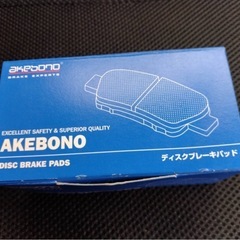 akebono
BRAKE EXPERTS
EXCELLENT SAFETY & SUPERIOR QUALITY
AKEBONO
DISC BRAKE PADS
ディスクブレーキパッド